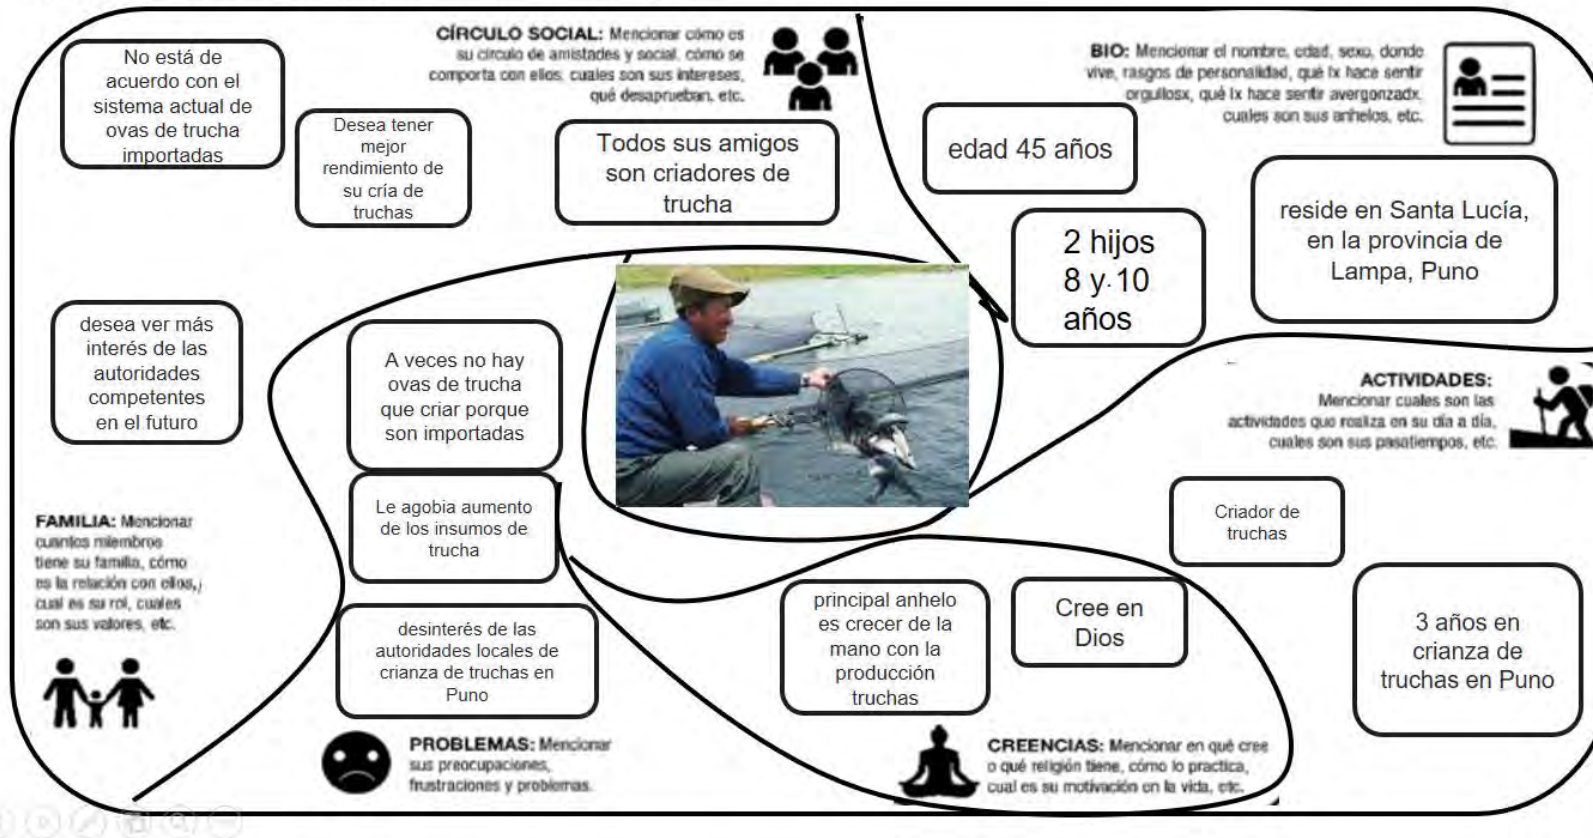 No está de
acuerdo con el
sistema actual de
ovas de trucha
importadas
Desea tener
mejor
rendimiento de
su cría de
truchas
CÍRCULO SOCIAL: Mencionar cómo es
su círculo de amistades y social, cómo se
comporta con ellos, cuales son sus intereses,
qué desaprueban, etc.
Todos sus amigos
son criadores de
trucha
BIO: Mencionar el nombre, edad, sexo, donde
vive, rasgos de personalidad, qué lx hace sentir
orgullosx, qué lx hace sentir avergonzadx,
cuales son sus anhelos, etc.
edad 45 años
2 hijos
8 y 10
años
reside en Santa Lucía,
en la provincia de
Lampa, Puno
desea ver más
interés de las
autoridades
competentes
en el futuro
A veces no hay
ovas de trucha
que criar porque
son importadas
Le agobia aumento
de los insumos de
trucha
desinterés de las
autoridades locales de
crianza de truchas en
Puno
ACTIVIDADES:
Mencionar cuales son las
actividades que realiza en su día a día,
cuales son sus pasatiempos, etc.
Criador de
truchas
3 años en
crianza de
truchas en Puno
FAMILIA: Mencionar
cuantos miembros
tiene su familia, cómo
es la relación con ellos,
cual es su rol, cuales
son sus valores, etc.
principal anhelo
es crecer de la
mano con la
producción
truchas
Cree en
Dios
PROBLEMAS: Mencionar
sus preocupaciones,
frustraciones y problemas.
CREENCIAS: Mencionar en qué cree
o qué religión tiene, cómo lo practica,
cual es su motivación en la vida, etc.